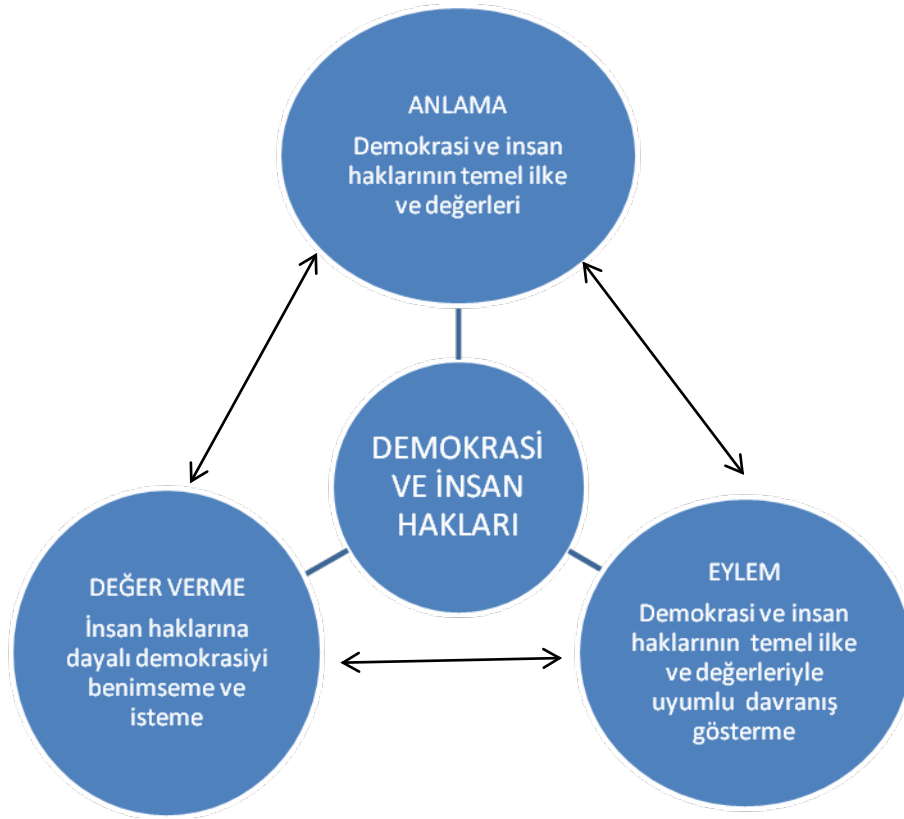 ANLAMA
Demokrasi ve insan
haklarının temel ilke
ve değerleri
DEMOKRASİ
VE İNSAN
HAKLARI
DEĞER VERME
İnsan haklarına
dayalı demokrasiyi
benimseme ve
isteme
EYLEM
Demokrasi ve insan
haklarının temel ilke
ve değerleriyle
uyumlu davranış
gösterme